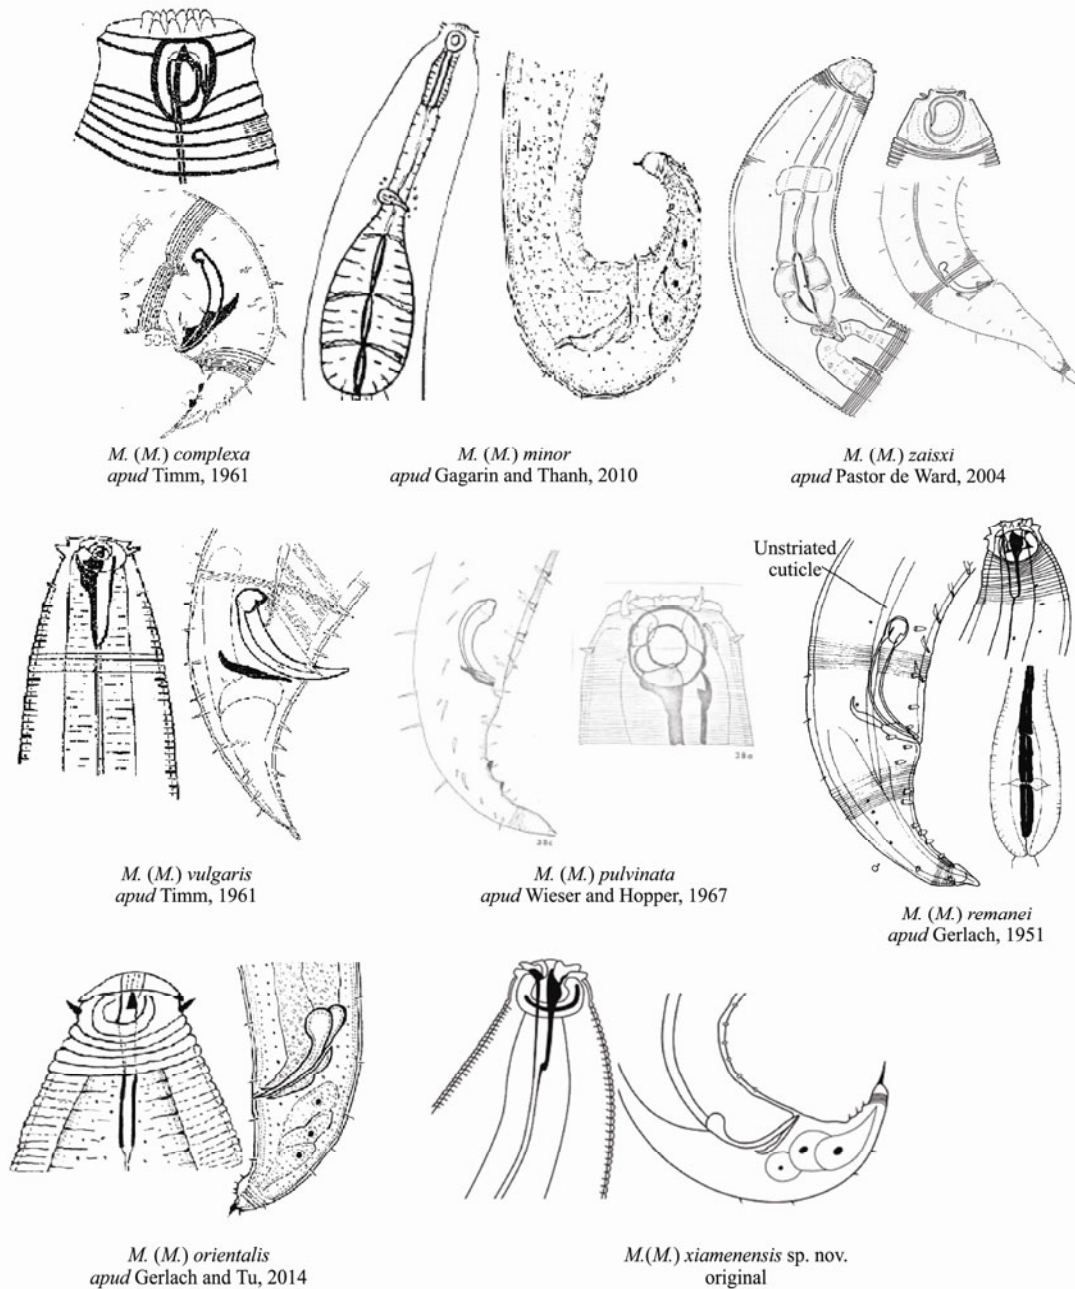 M. (M.) complexa
apud Timm, 1961
M. (M.) minor
apud Gagarin and Thanh, 2010
M. (M.) zaisxi
apud Pastor de Ward, 2004
Unstriated
cuticle
38a
38c
♂
M. (M.) vulgaris
apud Timm, 1961
M. (M.) pulvinata
apud Wieser and Hopper, 1967
M. (M.) remanei
apud Gerlach, 1951
M. (M.) orientalis
apud Gerlach and Tu, 2014
M.(M.) xiamenensis sp. nov.
original